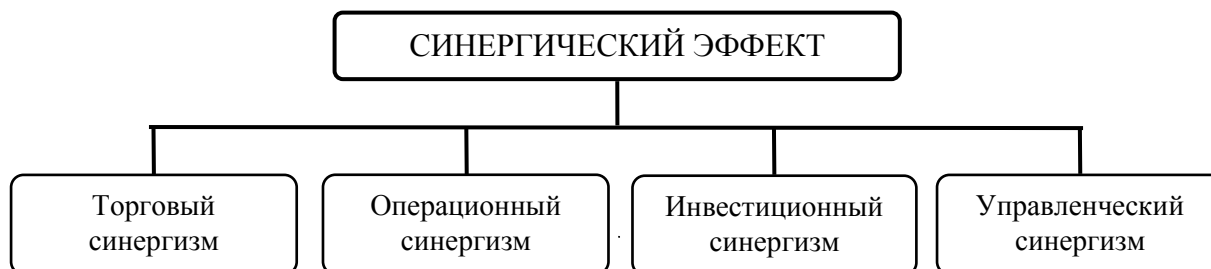 СИНЕРГИЧЕСКИЙ ЭФФЕКТ
Торговый
синергизм
Операционный
синергизм
Инвестиционный
синергизм
Управленческий
синергизм